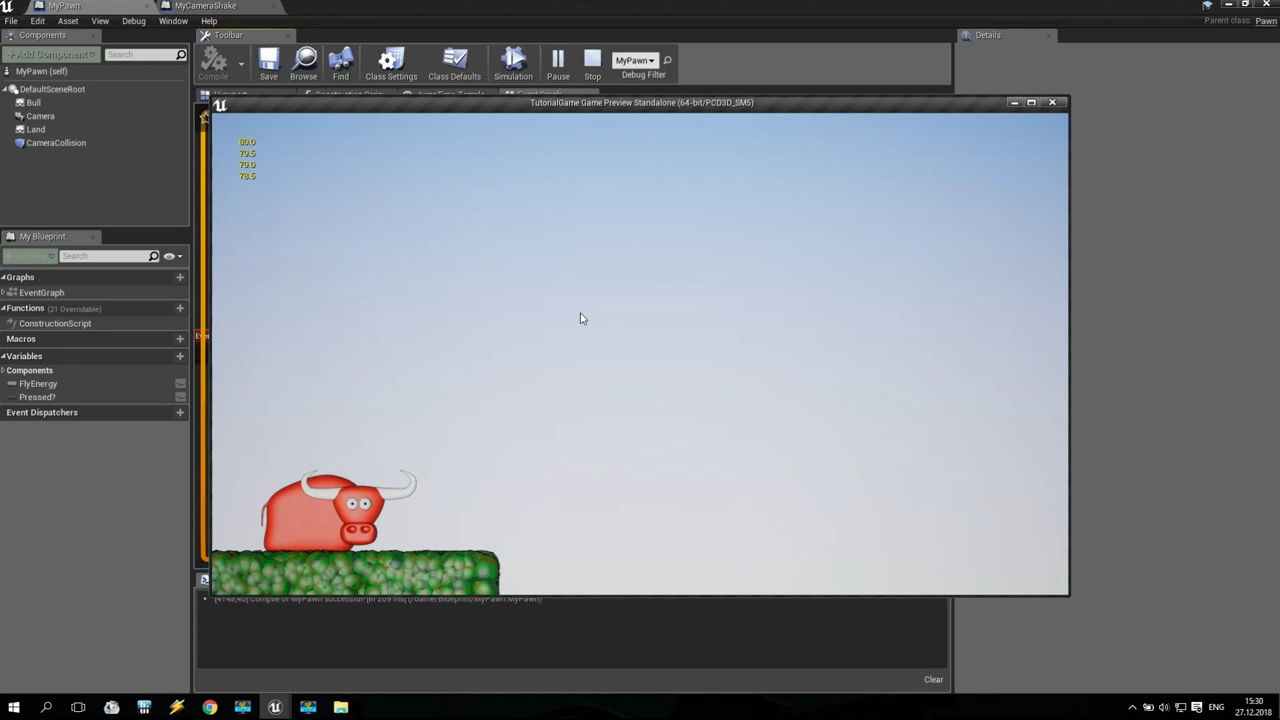 MyPawn
MyCameraShake
File Edit Asset View Debug Window Help
Parent class: Pawn
Components
Toolbar
Details
+Add Component
Search
MyPawn (self)
DefaultSceneRoot
Bull
Camera
Land
CameraCollision
Compile
Save
Browse
Find
Class Settings
Class Defaults
Simulation
Pause
Stop
MyPawn
Debug Filter
TutorialGame Game Preview Standalone (64-bit/PCD3D_SM5)
80.0
79.5
79.0
78.5
My Blueprint
Search
Graphs
EventGraph
Functions (21 Overridable)
ConstructionScript
Macros
Variables
Components
FlyEnergy
Pressed?
Event Dispatchers
Clear
ENG
15:30
27.12.2018